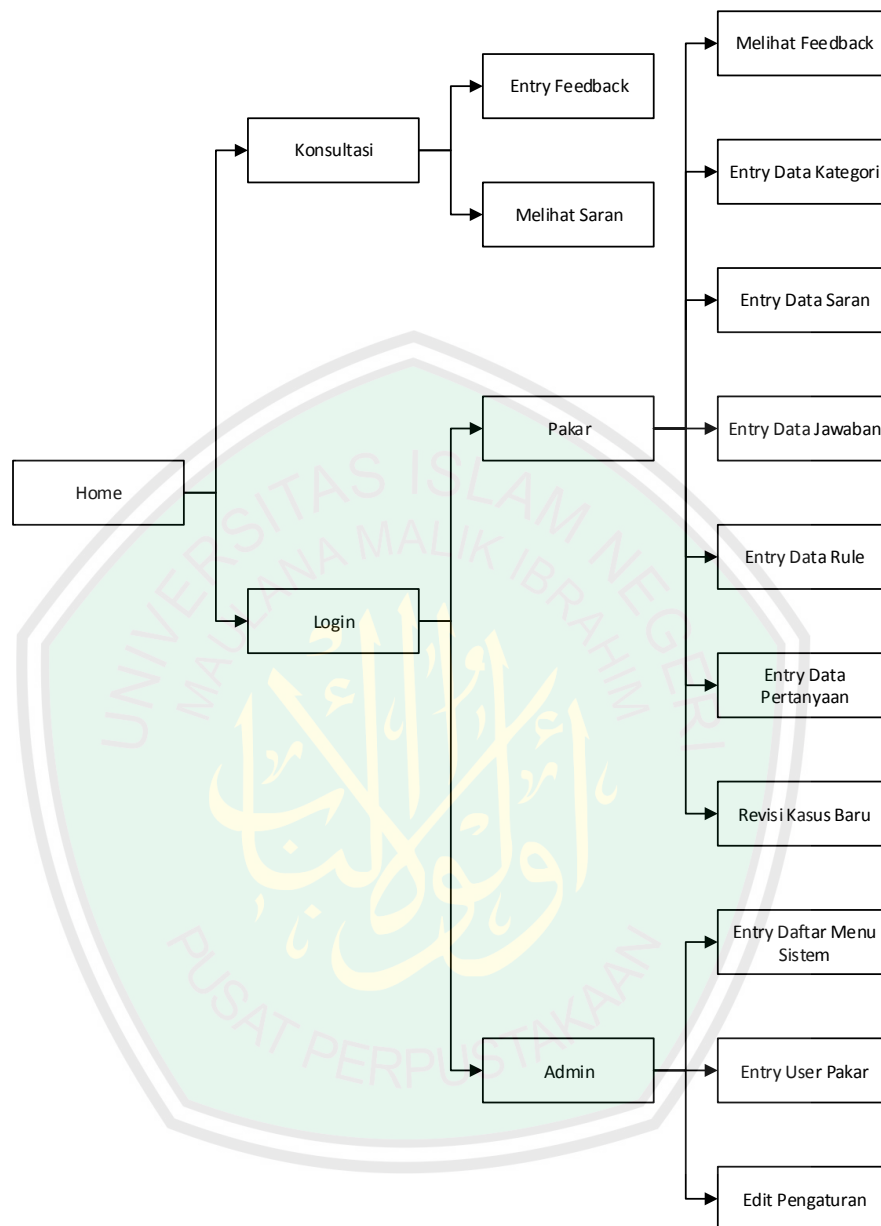 Melihat Feedback
Entry Feedback
Konsultasi
Entry Data Kategori
Melihat Saran
Entry Data Saran
Pakar
Entry Data Jawaban
Home
Entry Data Rule
Login
Entry Data
Pertanyaan
Revisi Kasus Baru
Entry Daftar Menu
Sistem
Admin
Entry User Pakar
Edit Pengaturan
UNIVERSITAS ISLAM NEGERI
MAULANA MALIK IBRAHIM
PUSAT PERPUSTAKAAN